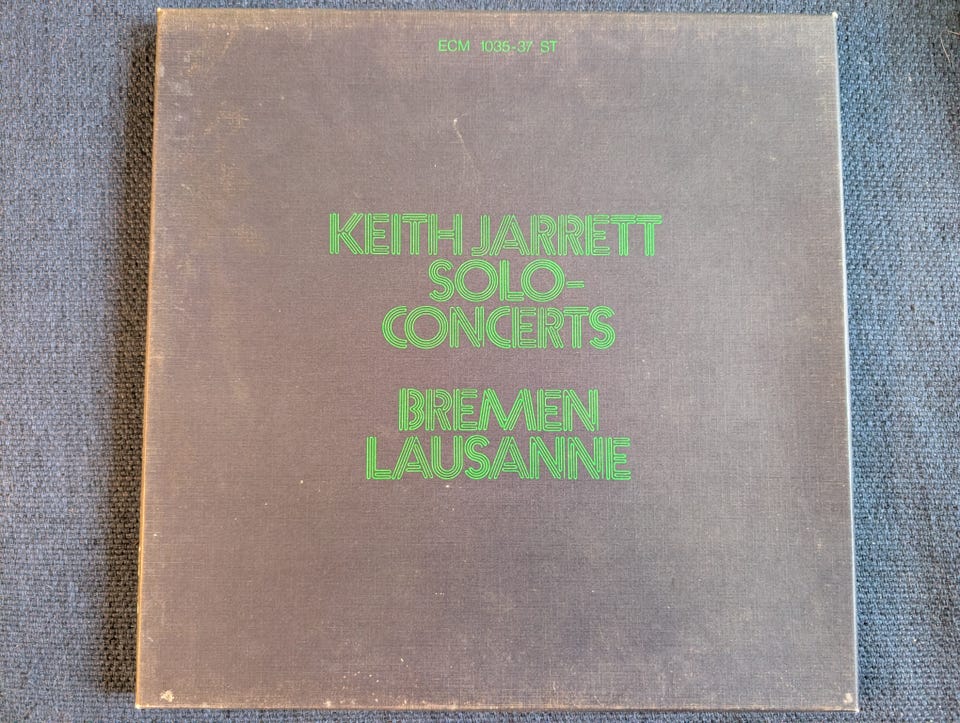 ECM 1035-37 ST
KEITH JARRETT
SOLO-
CONCERTS
BREMEN
LAUSANNE